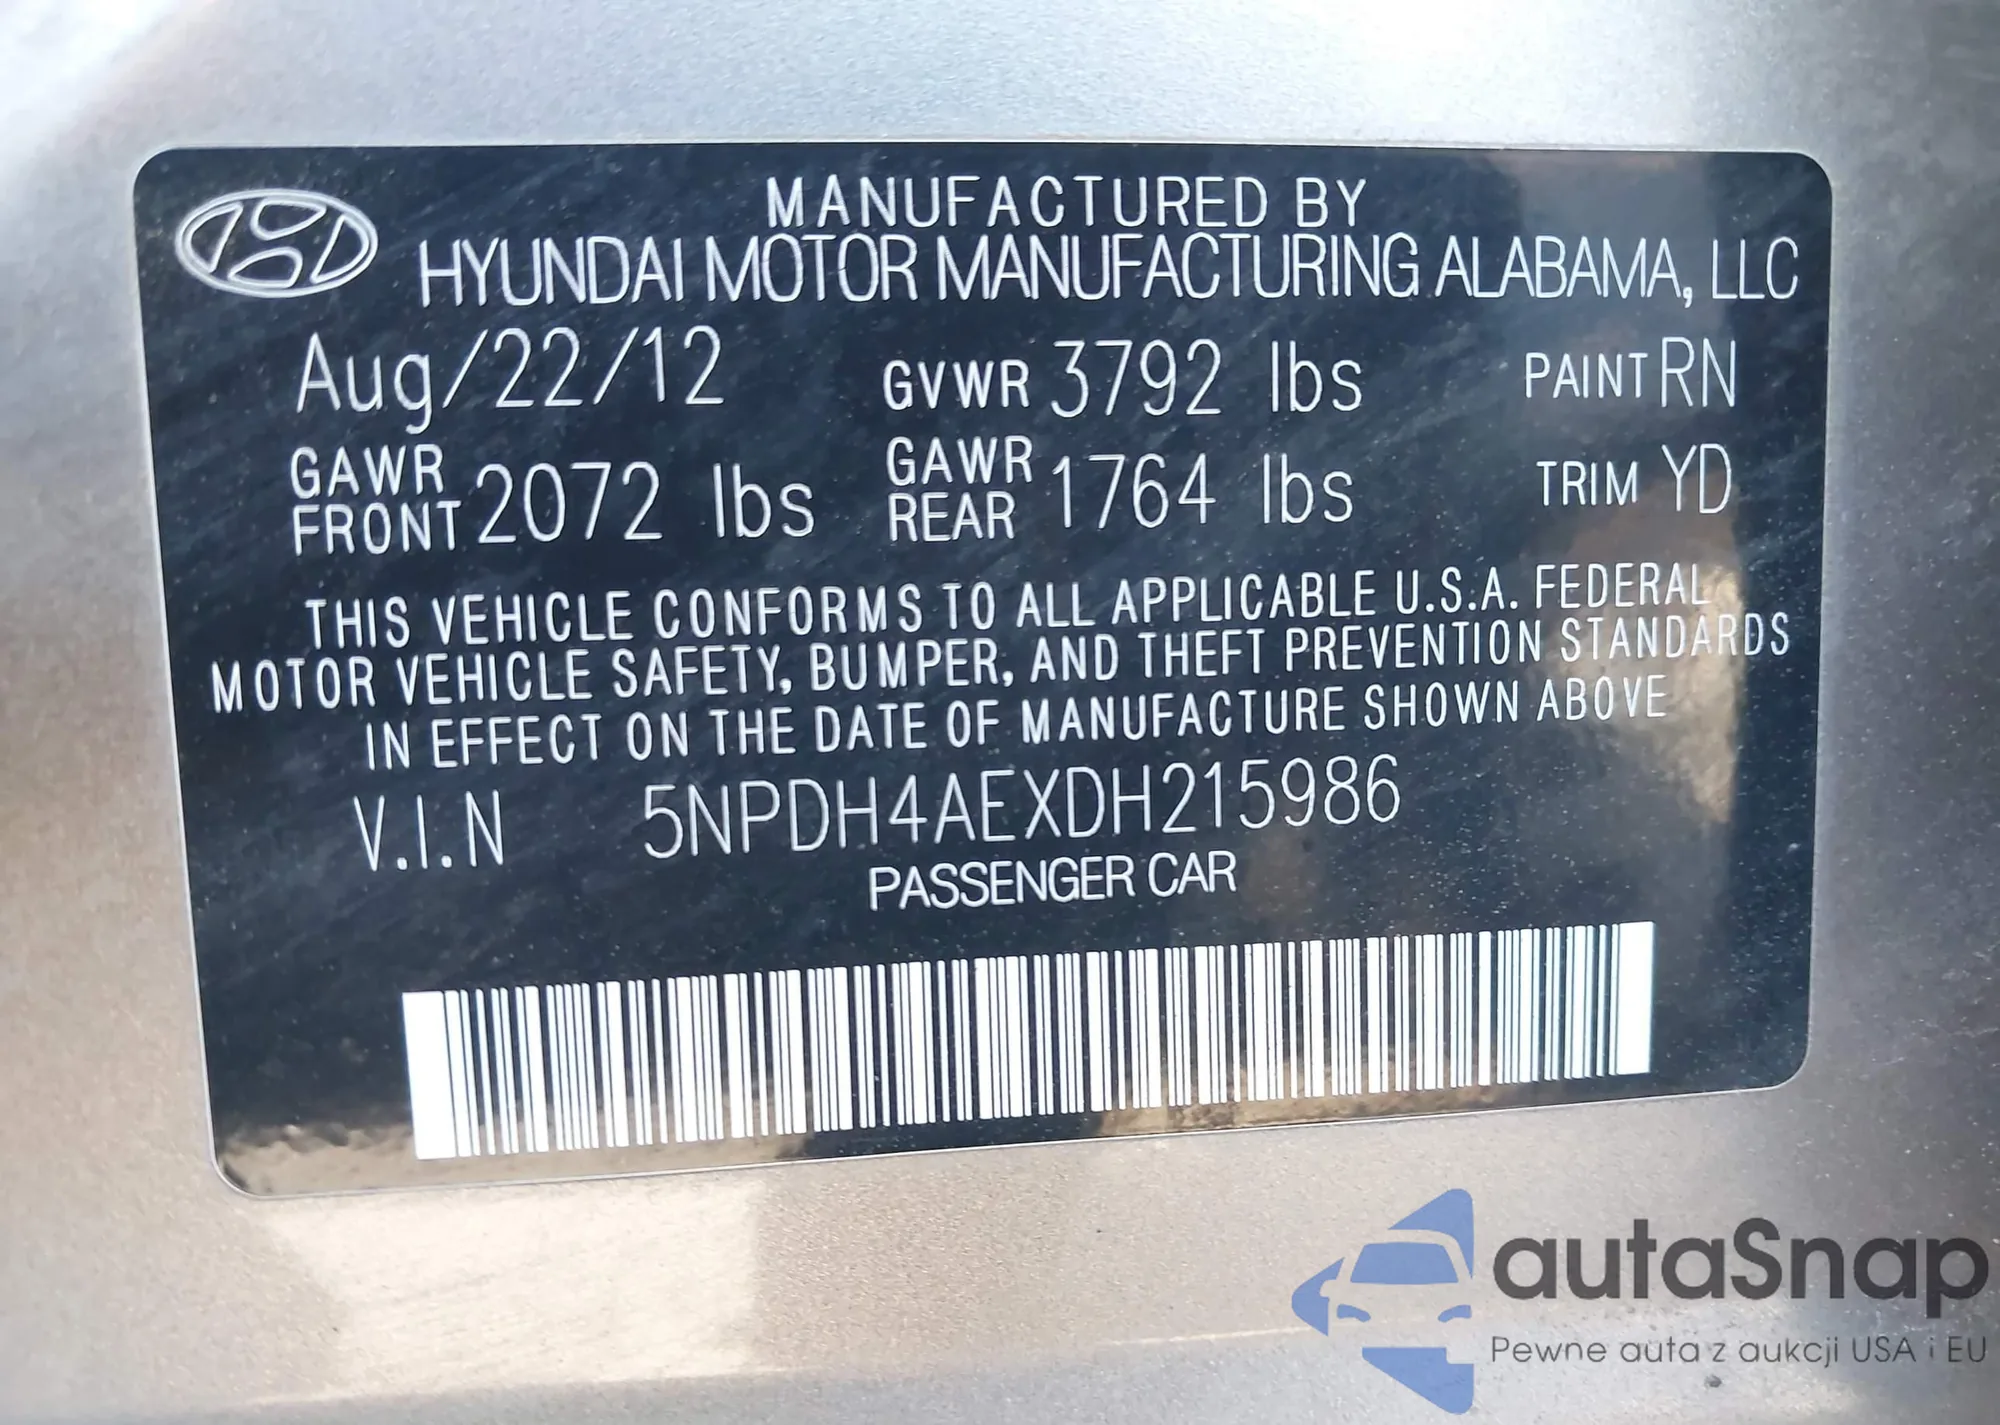 MANUFACTURED BY
HYUNDAI MOTOR MANUFACTURING ALABAMA, LLC
Aug/22/12 GVWR 3792 lbs PAINT RN
GAWR FRONT 2072 lbs GAWR REAR 1764 lbs TRIM YD
THIS VEHICLE CONFORMS TO ALL APPLICABLE U.S.A. FEDERAL
MOTOR VEHICLE SAFETY, BUMPER, AND THEFT PREVENTION STANDARDS
IN EFFECT ON THE DATE OF MANUFACTURE SHOWN ABOVE
V.I.N 5NPDH4AEXDH215986
PASSENGER CAR
autaSnap
Pewne auta z aukcji USA i EU